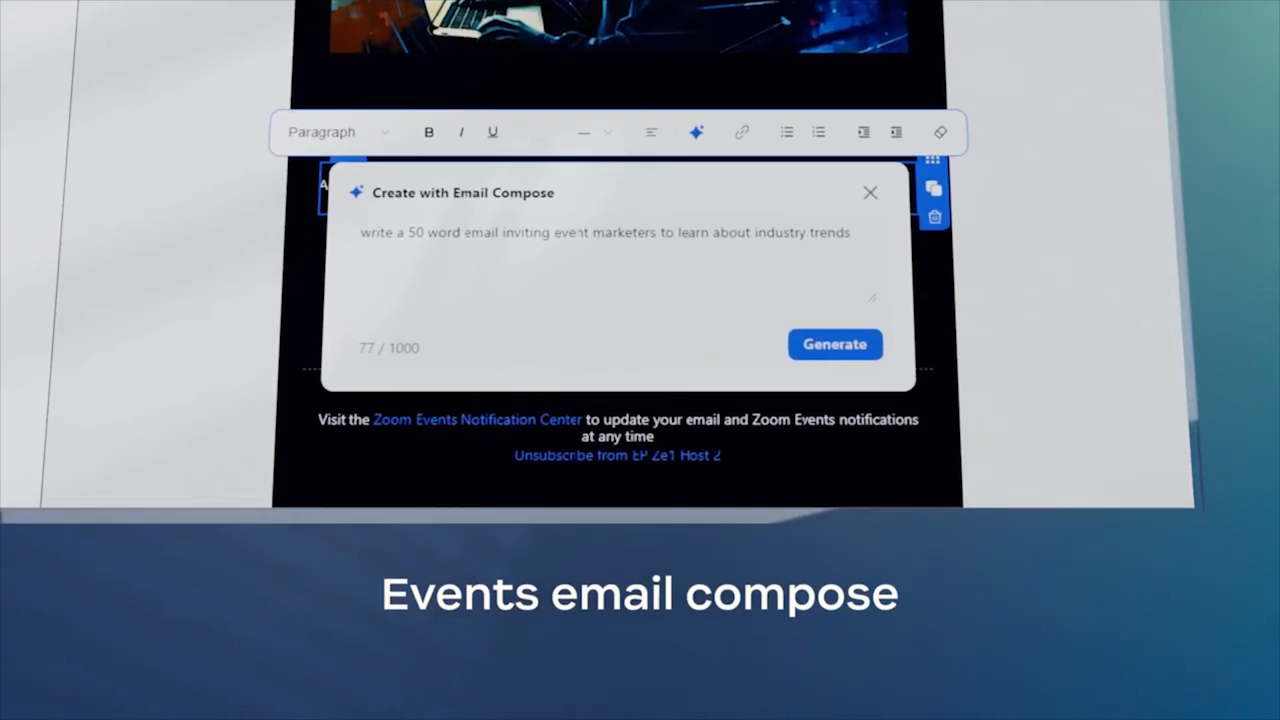 Paragraph
B I U
Create with Email Compose
write a 50 word email inviting event marketers to learn about industry trends
77 / 1000
Generate
Visit the Zoom Events Notification Center to update your email and Zoom Events notifications
at any time
Unsubscribe from EP Ze1 Host 2
Events email compose